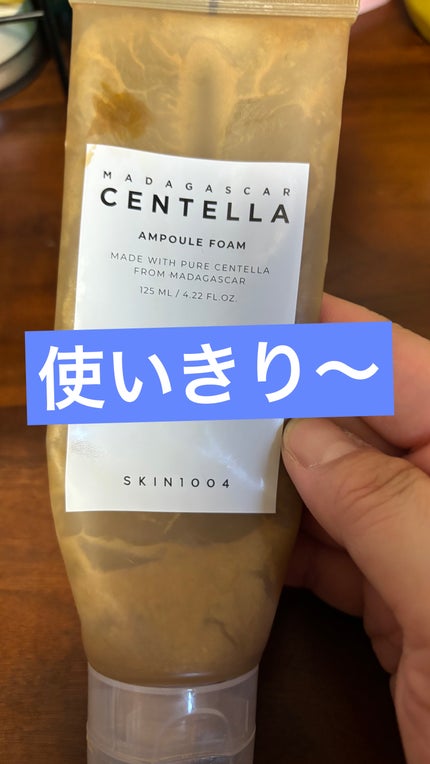 MADAGASCAR
CENTELLA
AMPOULE FOAM
MADE WITH PURE CENTELLA
FROM MADAGASCAR
125 ML / 4.22 FL.OZ.
使いきり～
SKIN1004